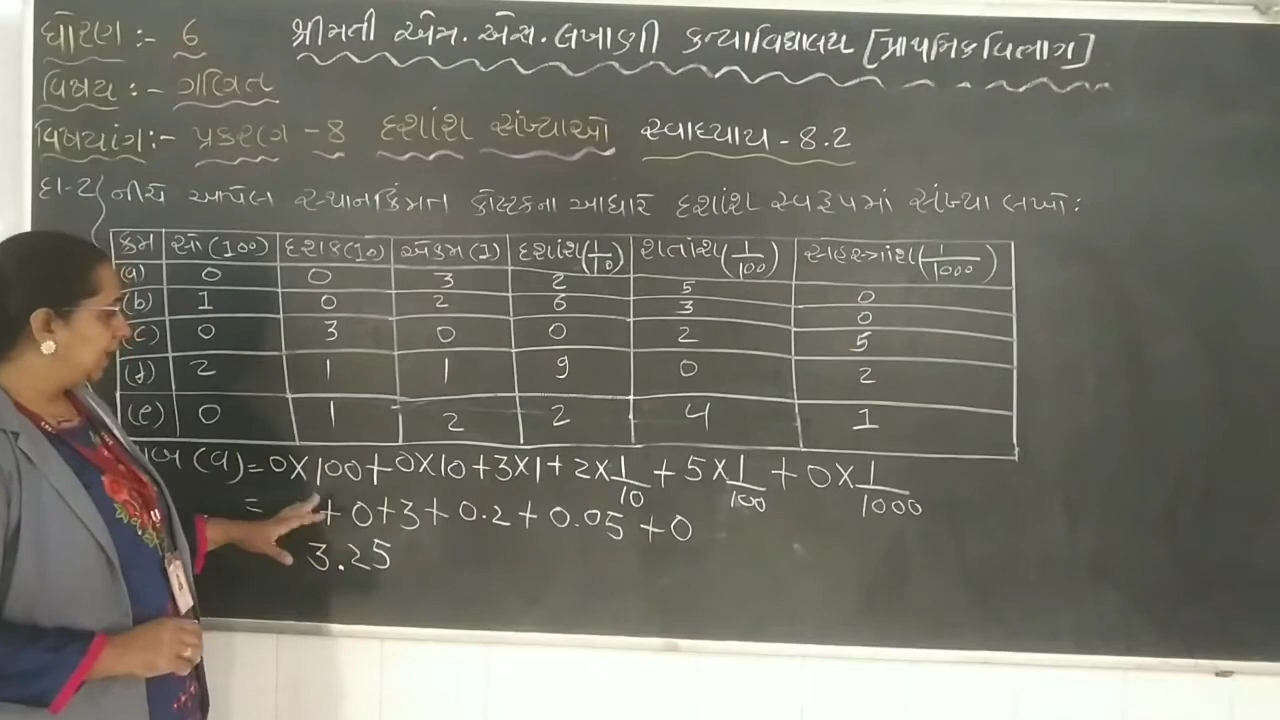 ધોરણ :- 6 શ્રીમતી એમ. એસ. લખાણી કન્યાવિદ્યાલય [પ્રાથમિક વિભાગ]
વિષય :- ગણિત
વિષયાંગ:- પ્રકરણ - 8 દશાંશ સંખ્યાઓ સ્વાધ્યાય - 8.2
દા-2 નીચે આપેલ સ્થાનકિંમત કોષ્ટકના આધારે દશાંશ સ્વરૂપમાં સંખ્યા લખો :
ક્રમ સો (100) દશક (10) એકમ (1) દશાંશ (1/10) શતાંશ (1/100) સહસ્ત્રાંશ (1/1000)
(a) 0 0 3 2 5 0
(b) 1 0 2 6 3 0
(c) 0 3 0 0 2 5
(d) 2 1 1 9 0 2
(e) 0 1 2 2 4 1
(a) = 0 X 100 + 0 X 10 + 3 X 1 + 2 X 1/10 + 5 X 1/100 + 0 X 1/1000
= + 0 + 3 + 0.2 + 0.05 + 0
3.25